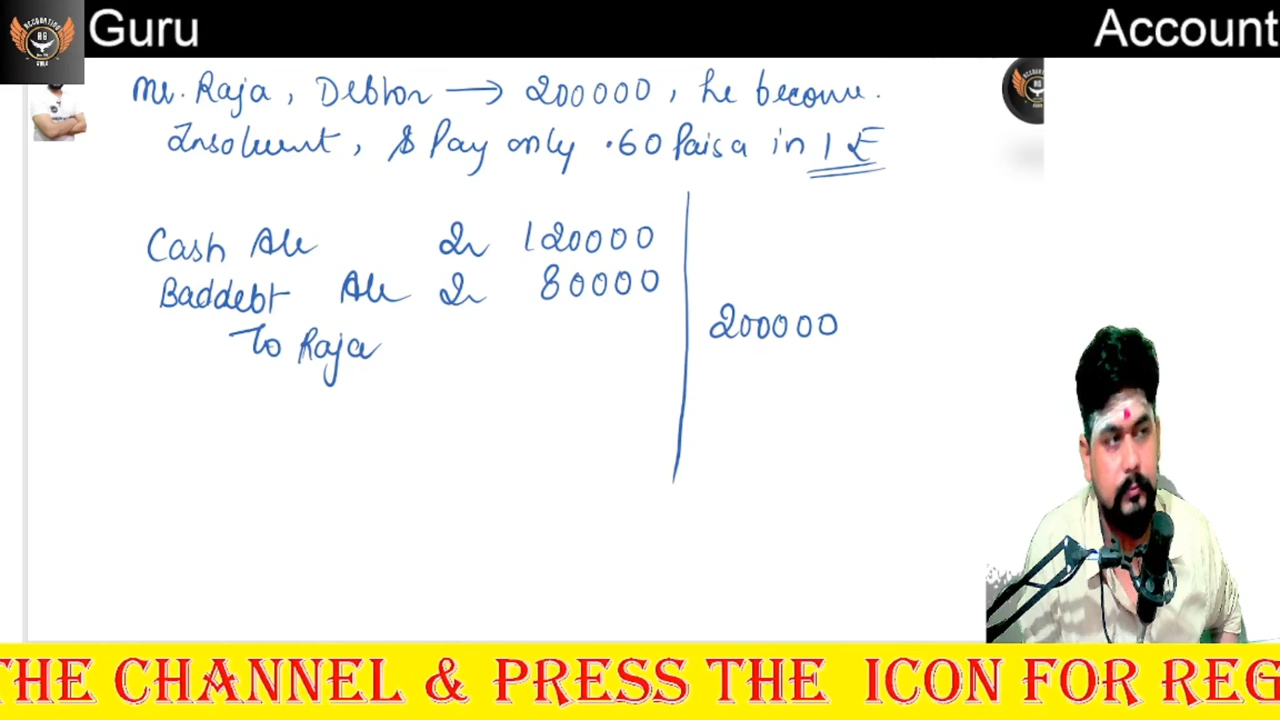 Guru
Account
Mr. Raja, Debtor → 200000, he become.
Insolvent, & Pay only .60 Paisa in 1 ₹
Cash A/c Dr 120000
Baddebt A/c Dr 80000
To Raja 200000
THE CHANNEL & PRESS THE ICON FOR REG